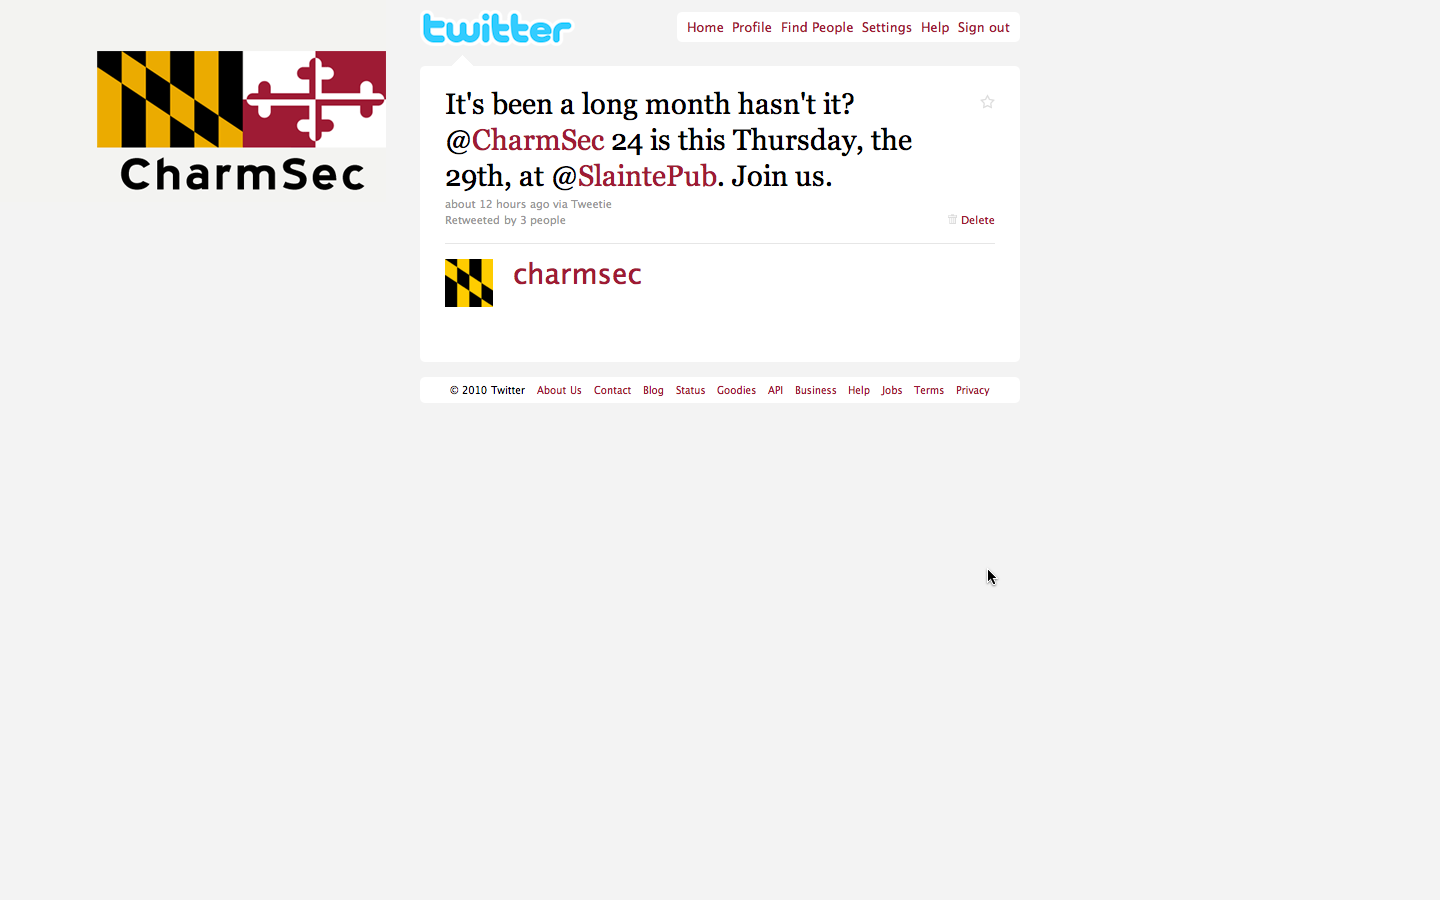 twitter
Home Profile Find People Settings Help Sign out
CharmSec
It's been a long month hasn't it?
@CharmSec 24 is this Thursday, the
29th, at @SlaintePub. Join us.
about 12 hours ago via Tweetie
Retweeted by 3 people
Delete
charmsec
© 2010 Twitter About Us Contact Blog Status Goodies API Business Help Jobs Terms Privacy